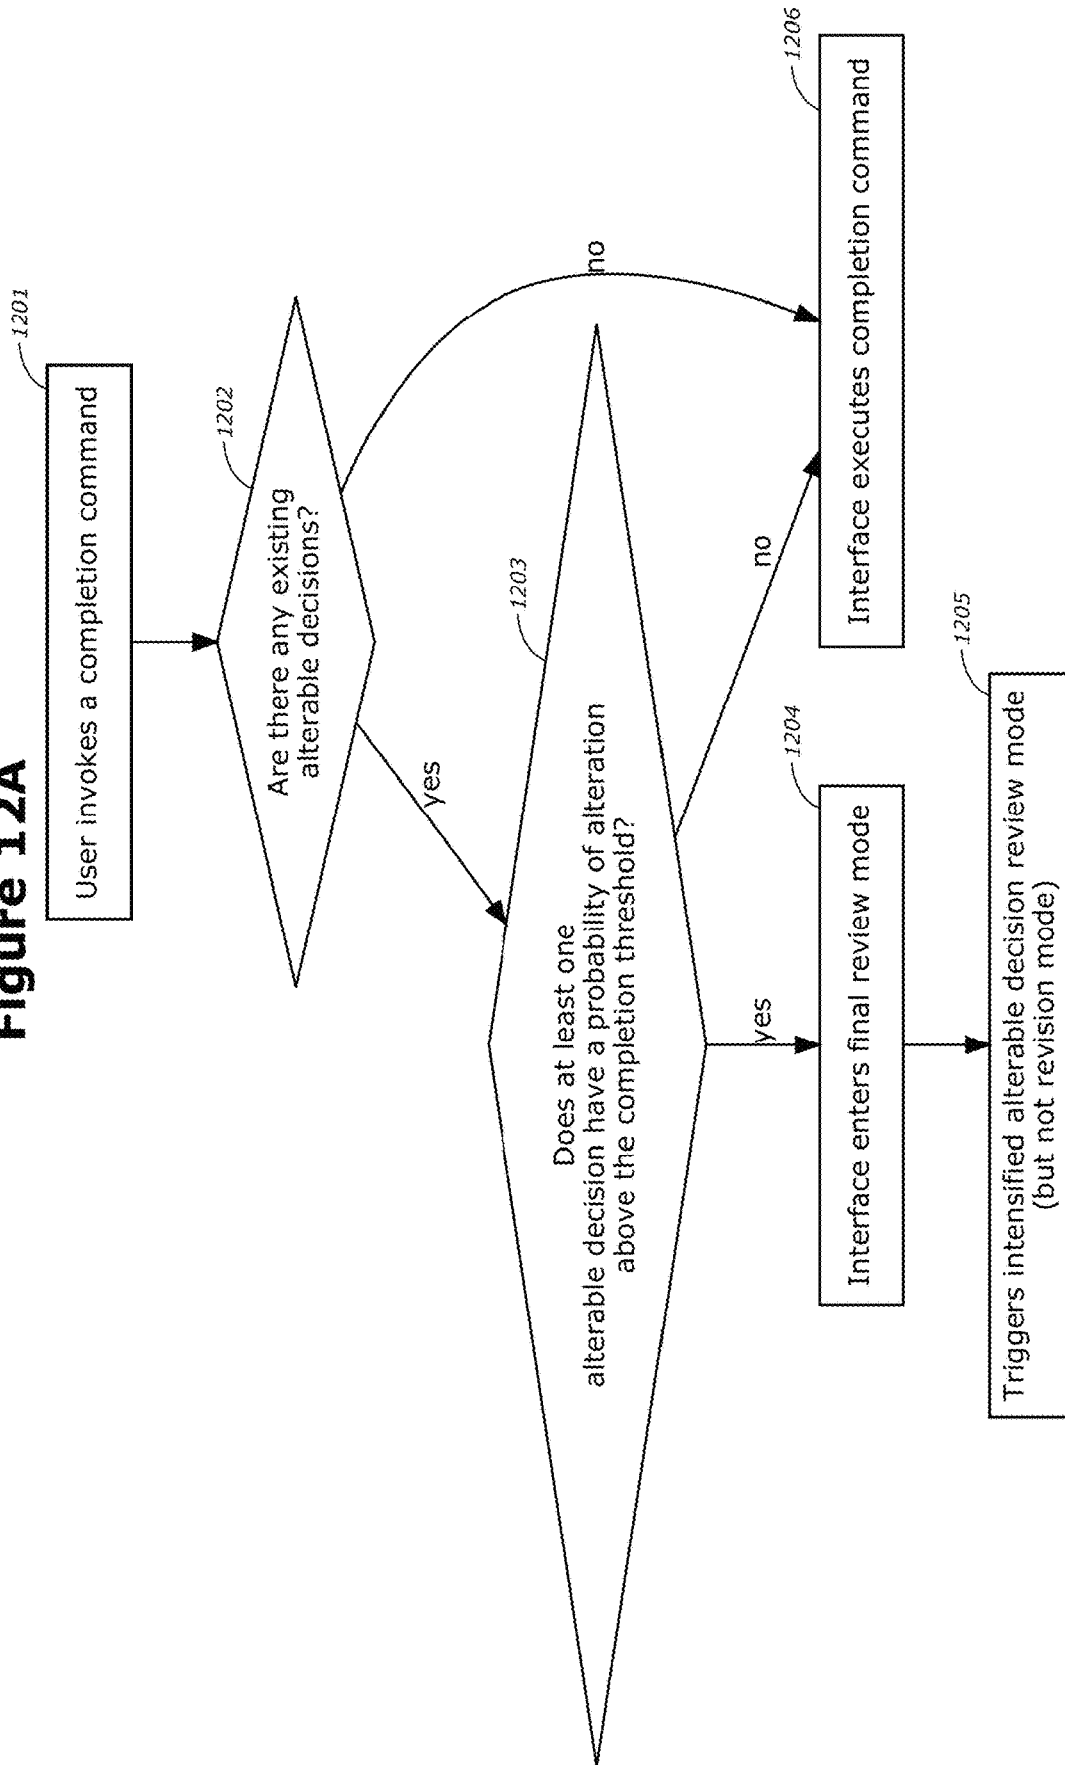 Figure 12A
1201
User invokes a completion command
1202
Are there any existing
alterable decisions?
yes
no
1203
Does at least one
alterable decision have a probability of alteration
above the completion threshold?
yes
no
1204
Interface enters final review mode
1206
Interface executes completion command
1205
Triggers intensified alterable decision review mode
(but not revision mode)